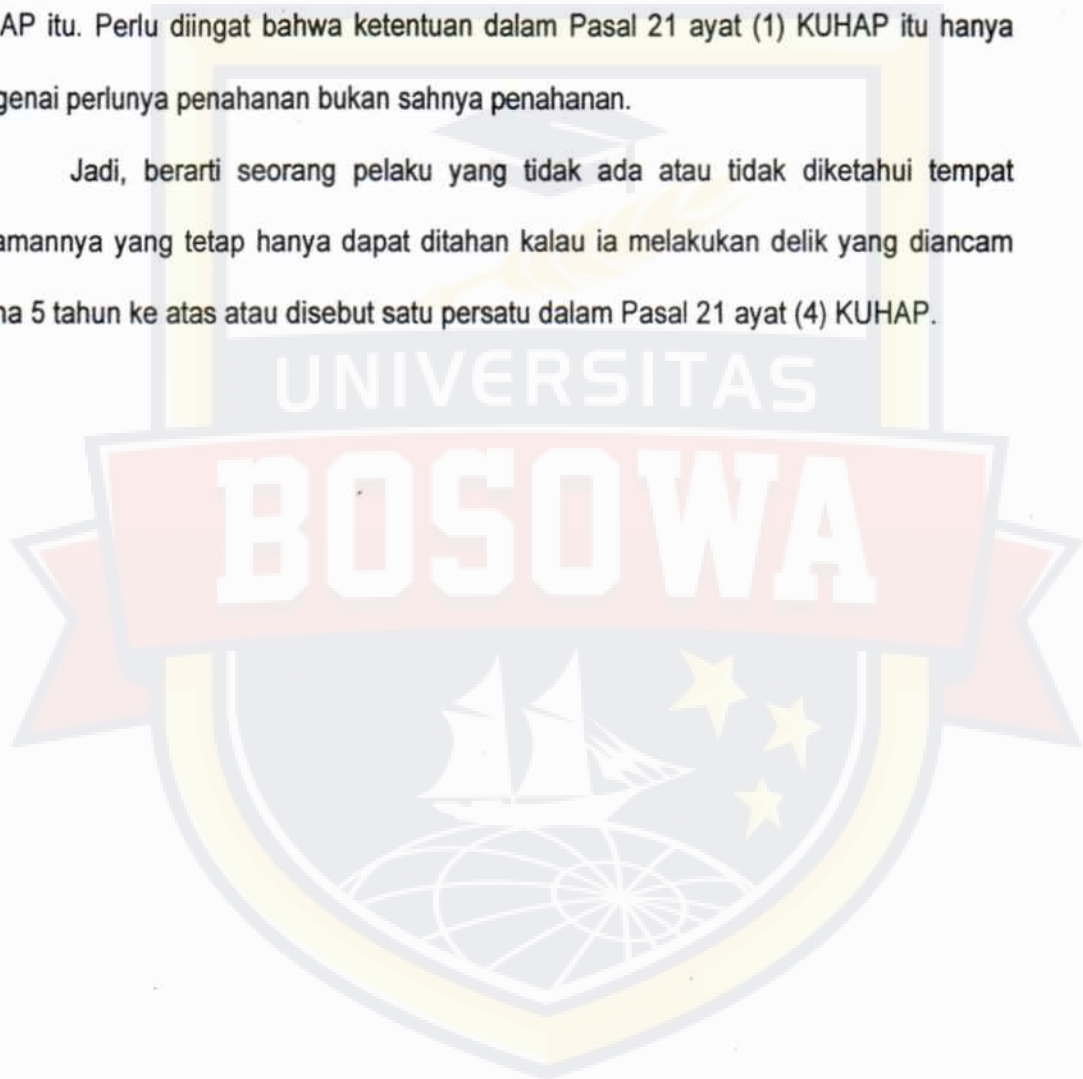 AP itu. Perlu diingat bahwa ketentuan dalam Pasal 21 ayat (1) KUHAP itu hanya
genai perlunya penahanan bukan sahnya penahanan.
Jadi, berarti seorang pelaku yang tidak ada atau tidak diketahui tempat
amannya yang tetap hanya dapat ditahan kalau ia melakukan delik yang diancam
na 5 tahun ke atas atau disebut satu persatu dalam Pasal 21 ayat (4) KUHAP.
UNIVERSITAS
BOSOWA